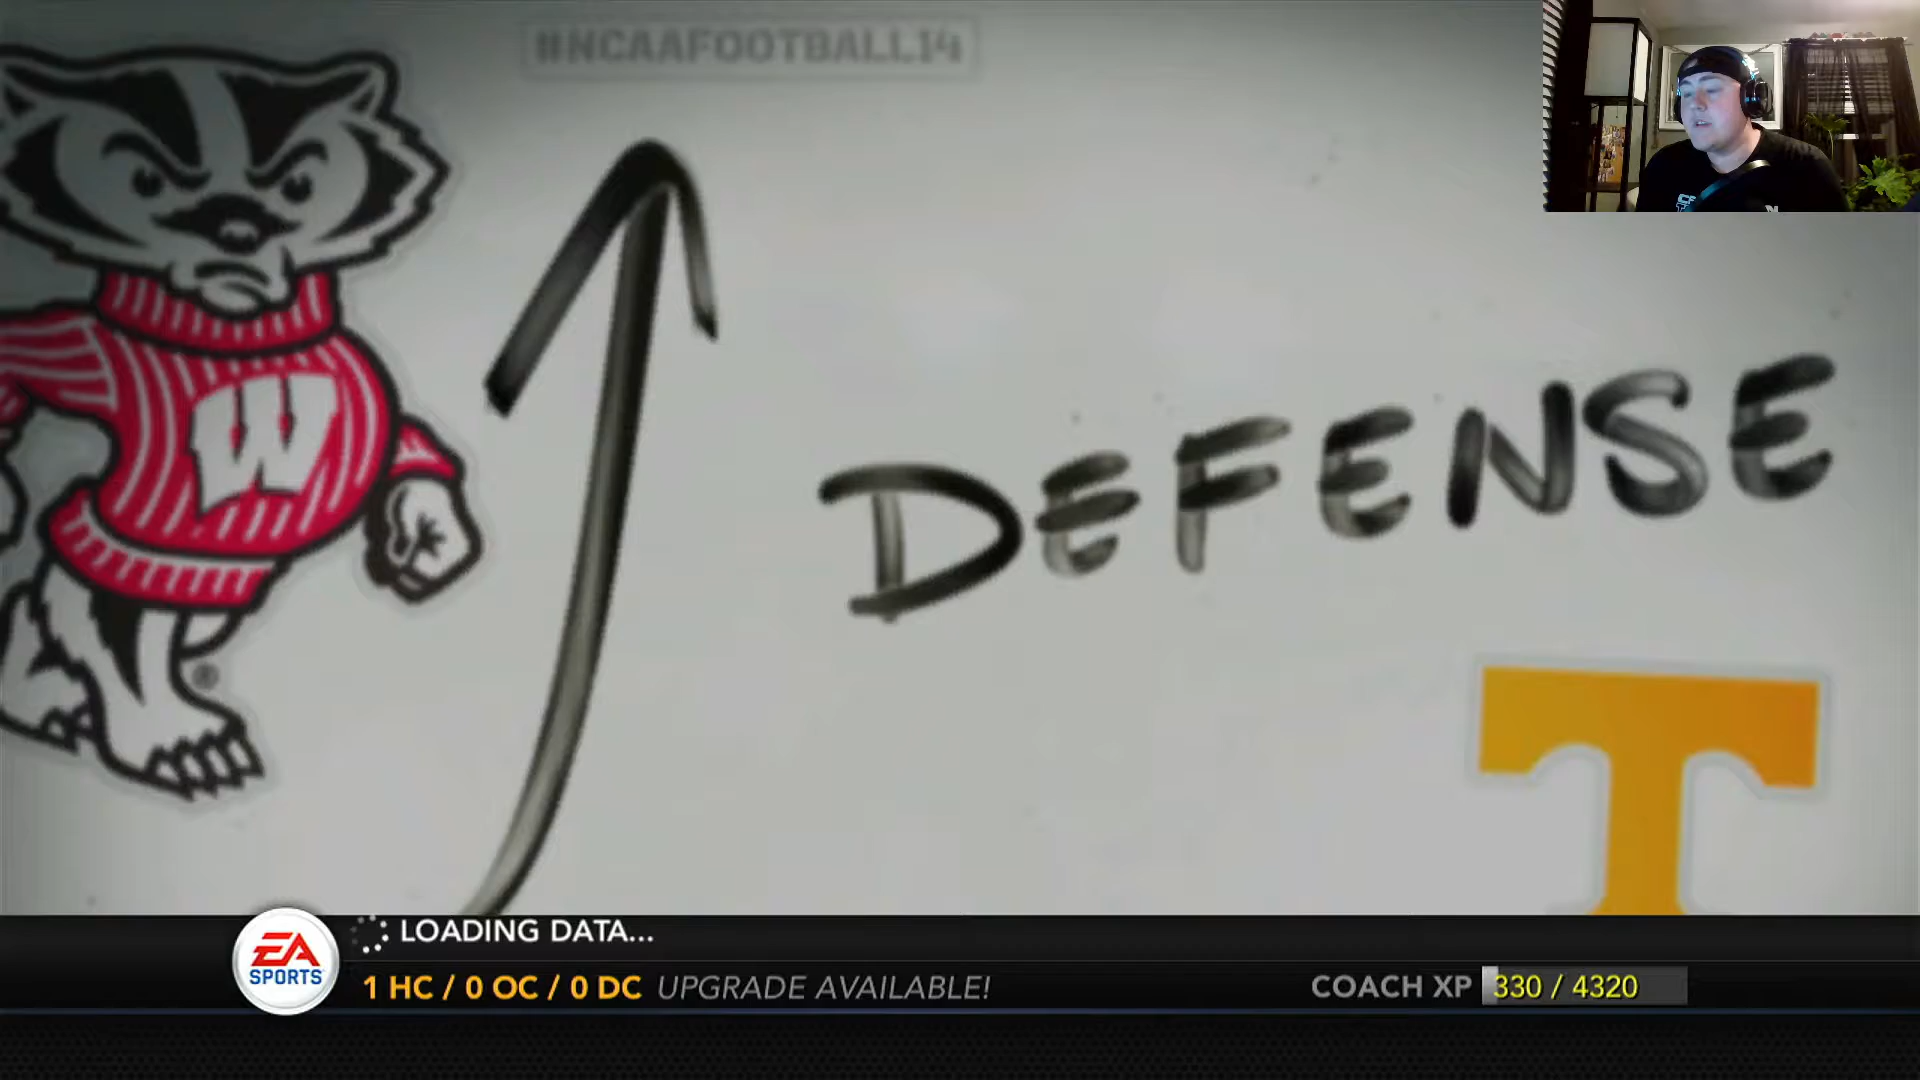 #NCAAFOOTBALL14
W
DEFENSE
®
T
EA
SPORTS
LOADING DATA...
1 HC / 0 OC / 0 DC UPGRADE AVAILABLE!
COACH XP 330 / 4320